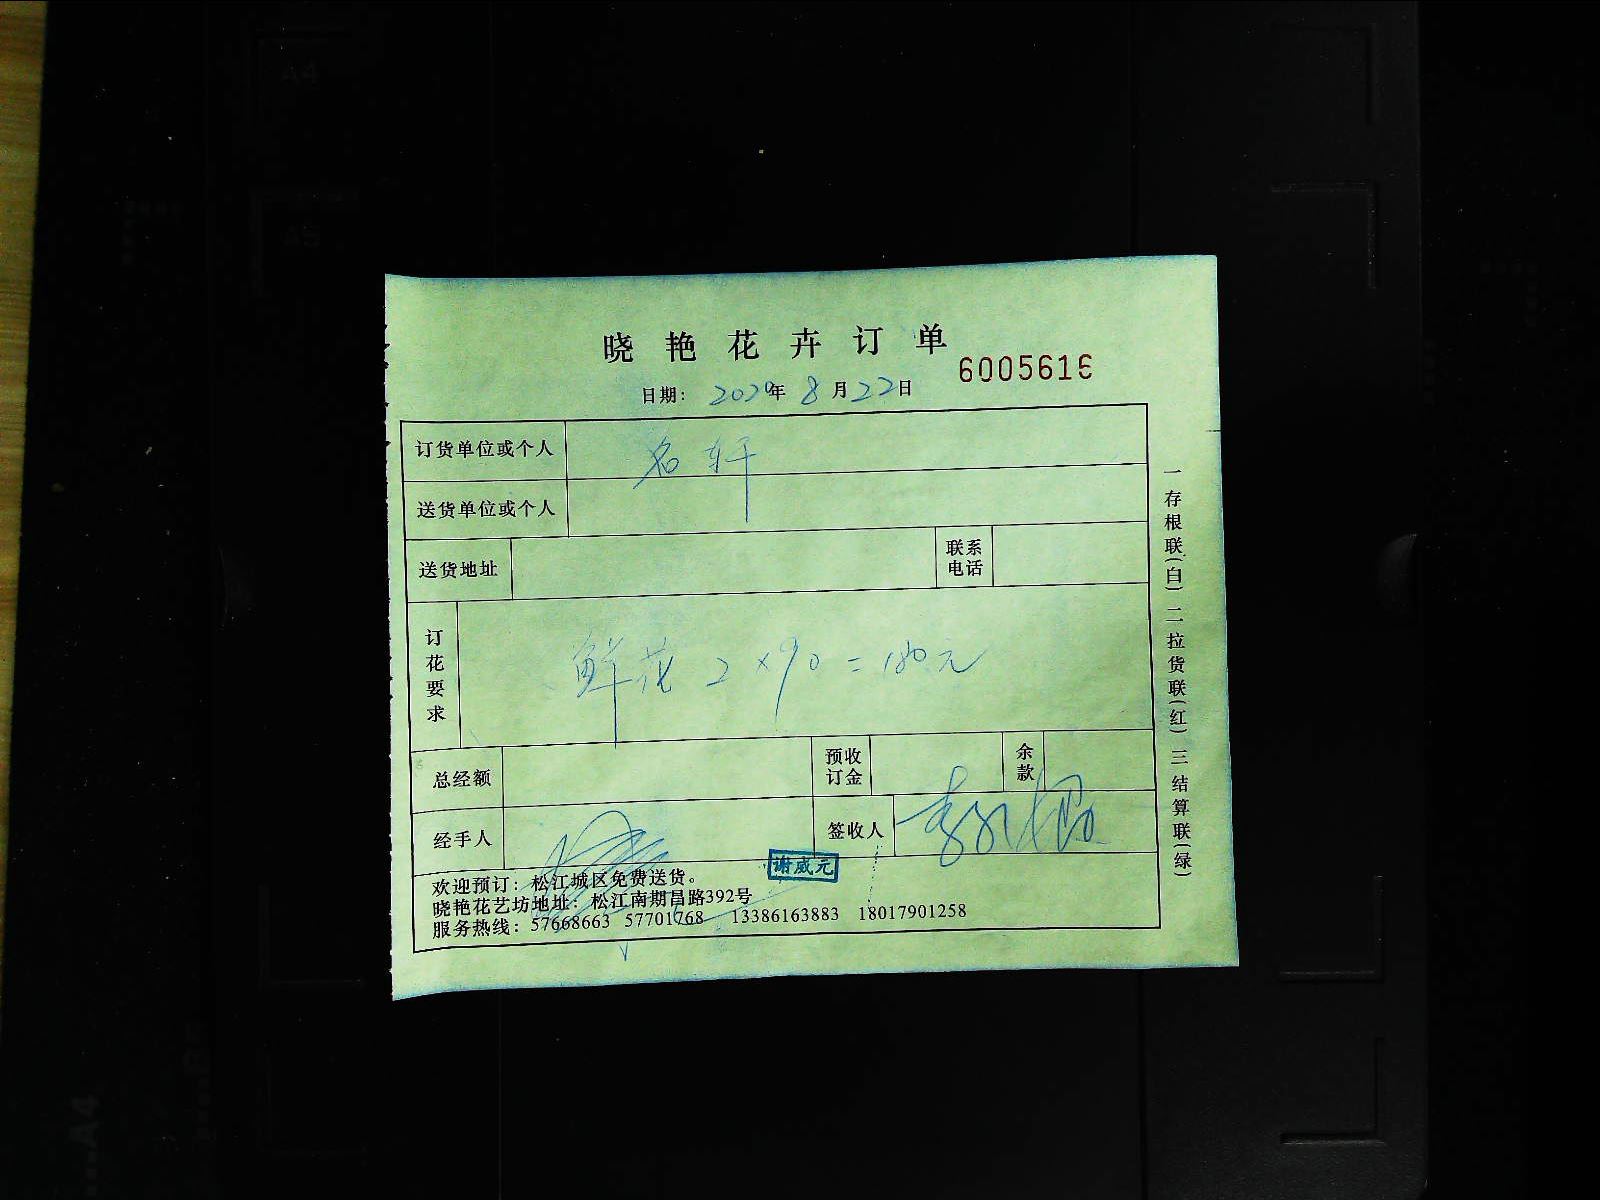 晓艳花卉订单
6005616
日期: 2020年 8月22日
订货单位或个人 名轩
送货单位或个人
送货地址 联系电话
订花要求 鲜花 2×90=180元
总经额 预收订金 余款
经手人 签收人
谢威元
欢迎预订: 松江城区免费送货。
晓艳花艺坊地址: 松江南期昌路392号
服务热线: 57668663 57701768 13386163883 18017901258
一存根联(白) 二拉货联(红) 三结算联(绿)
A4
A5
A4